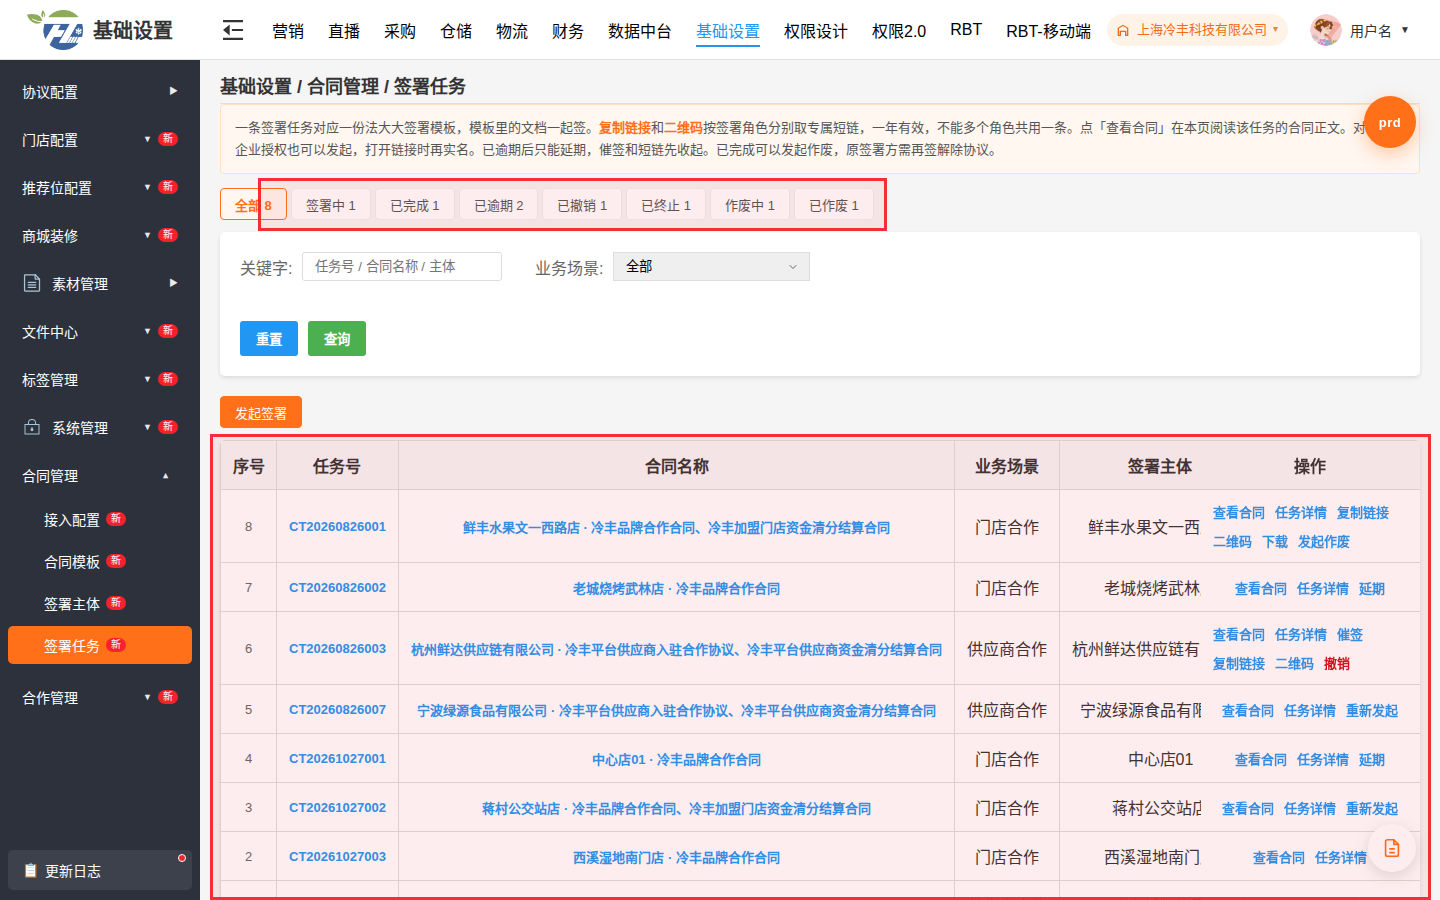 基础设置
营销 直播 采购 仓储 物流 财务 数据中台 基础设置 权限设计 权限2.0 RBT RBT-移动端
上海冷丰科技有限公司 ▾
用户名 ▼
协议配置 ▶
门店配置 ▼ 新
推荐位配置 ▼ 新
商城装修 ▼ 新
素材管理 ▶
文件中心 ▼ 新
标签管理 ▼ 新
系统管理 ▼ 新
合同管理 ▲
接入配置 新
合同模板 新
签署主体 新
签署任务 新
合作管理 ▼ 新
更新日志
基础设置 / 合同管理 / 签署任务
一条签署任务对应一份法大大签署模板，模板里的文档一起签。复制链接和二维码按签署角色分别取专属短链，一年有效，不能多个角色共用一条。点「查看合同」在本页阅读该任务的合同正文。对
企业授权也可以发起，打开链接时再实名。已逾期后只能延期，催签和短链先收起。已完成可以发起作废，原签署方需再签解除协议。
prd
全部 8 签署中 1 已完成 1 已逾期 2 已撤销 1 已终止 1 作废中 1 已作废 1
关键字: 任务号 / 合同名称 / 主体 业务场景: 全部
重置 查询
发起签署
序号 任务号 合同名称 业务场景 签署主体 操作
8 CT20260826001 鲜丰水果文一西路店 · 冷丰品牌合作合同、冷丰加盟门店资金清分结算合同 门店合作 鲜丰水果文一西 查看合同 任务详情 复制链接
二维码 下载 发起作废
7 CT20260826002 老城烧烤武林店 · 冷丰品牌合作合同 门店合作 老城烧烤武林 查看合同 任务详情 延期
6 CT20260826003 杭州鲜达供应链有限公司 · 冷丰平台供应商入驻合作协议、冷丰平台供应商资金清分结算合同 供应商合作 杭州鲜达供应链有 查看合同 任务详情 催签
复制链接 二维码 撤销
5 CT20260826007 宁波绿源食品有限公司 · 冷丰平台供应商入驻合作协议、冷丰平台供应商资金清分结算合同 供应商合作 宁波绿源食品有限 查看合同 任务详情 重新发起
4 CT20261027001 中心店01 · 冷丰品牌合作合同 门店合作 中心店01 查看合同 任务详情 延期
3 CT20261027002 蒋村公交站店 · 冷丰品牌合作合同、冷丰加盟门店资金清分结算合同 门店合作 蒋村公交站店 查看合同 任务详情 重新发起
2 CT20261027003 西溪湿地南门店 · 冷丰品牌合作合同 门店合作 西溪湿地南门 查看合同 任务详情